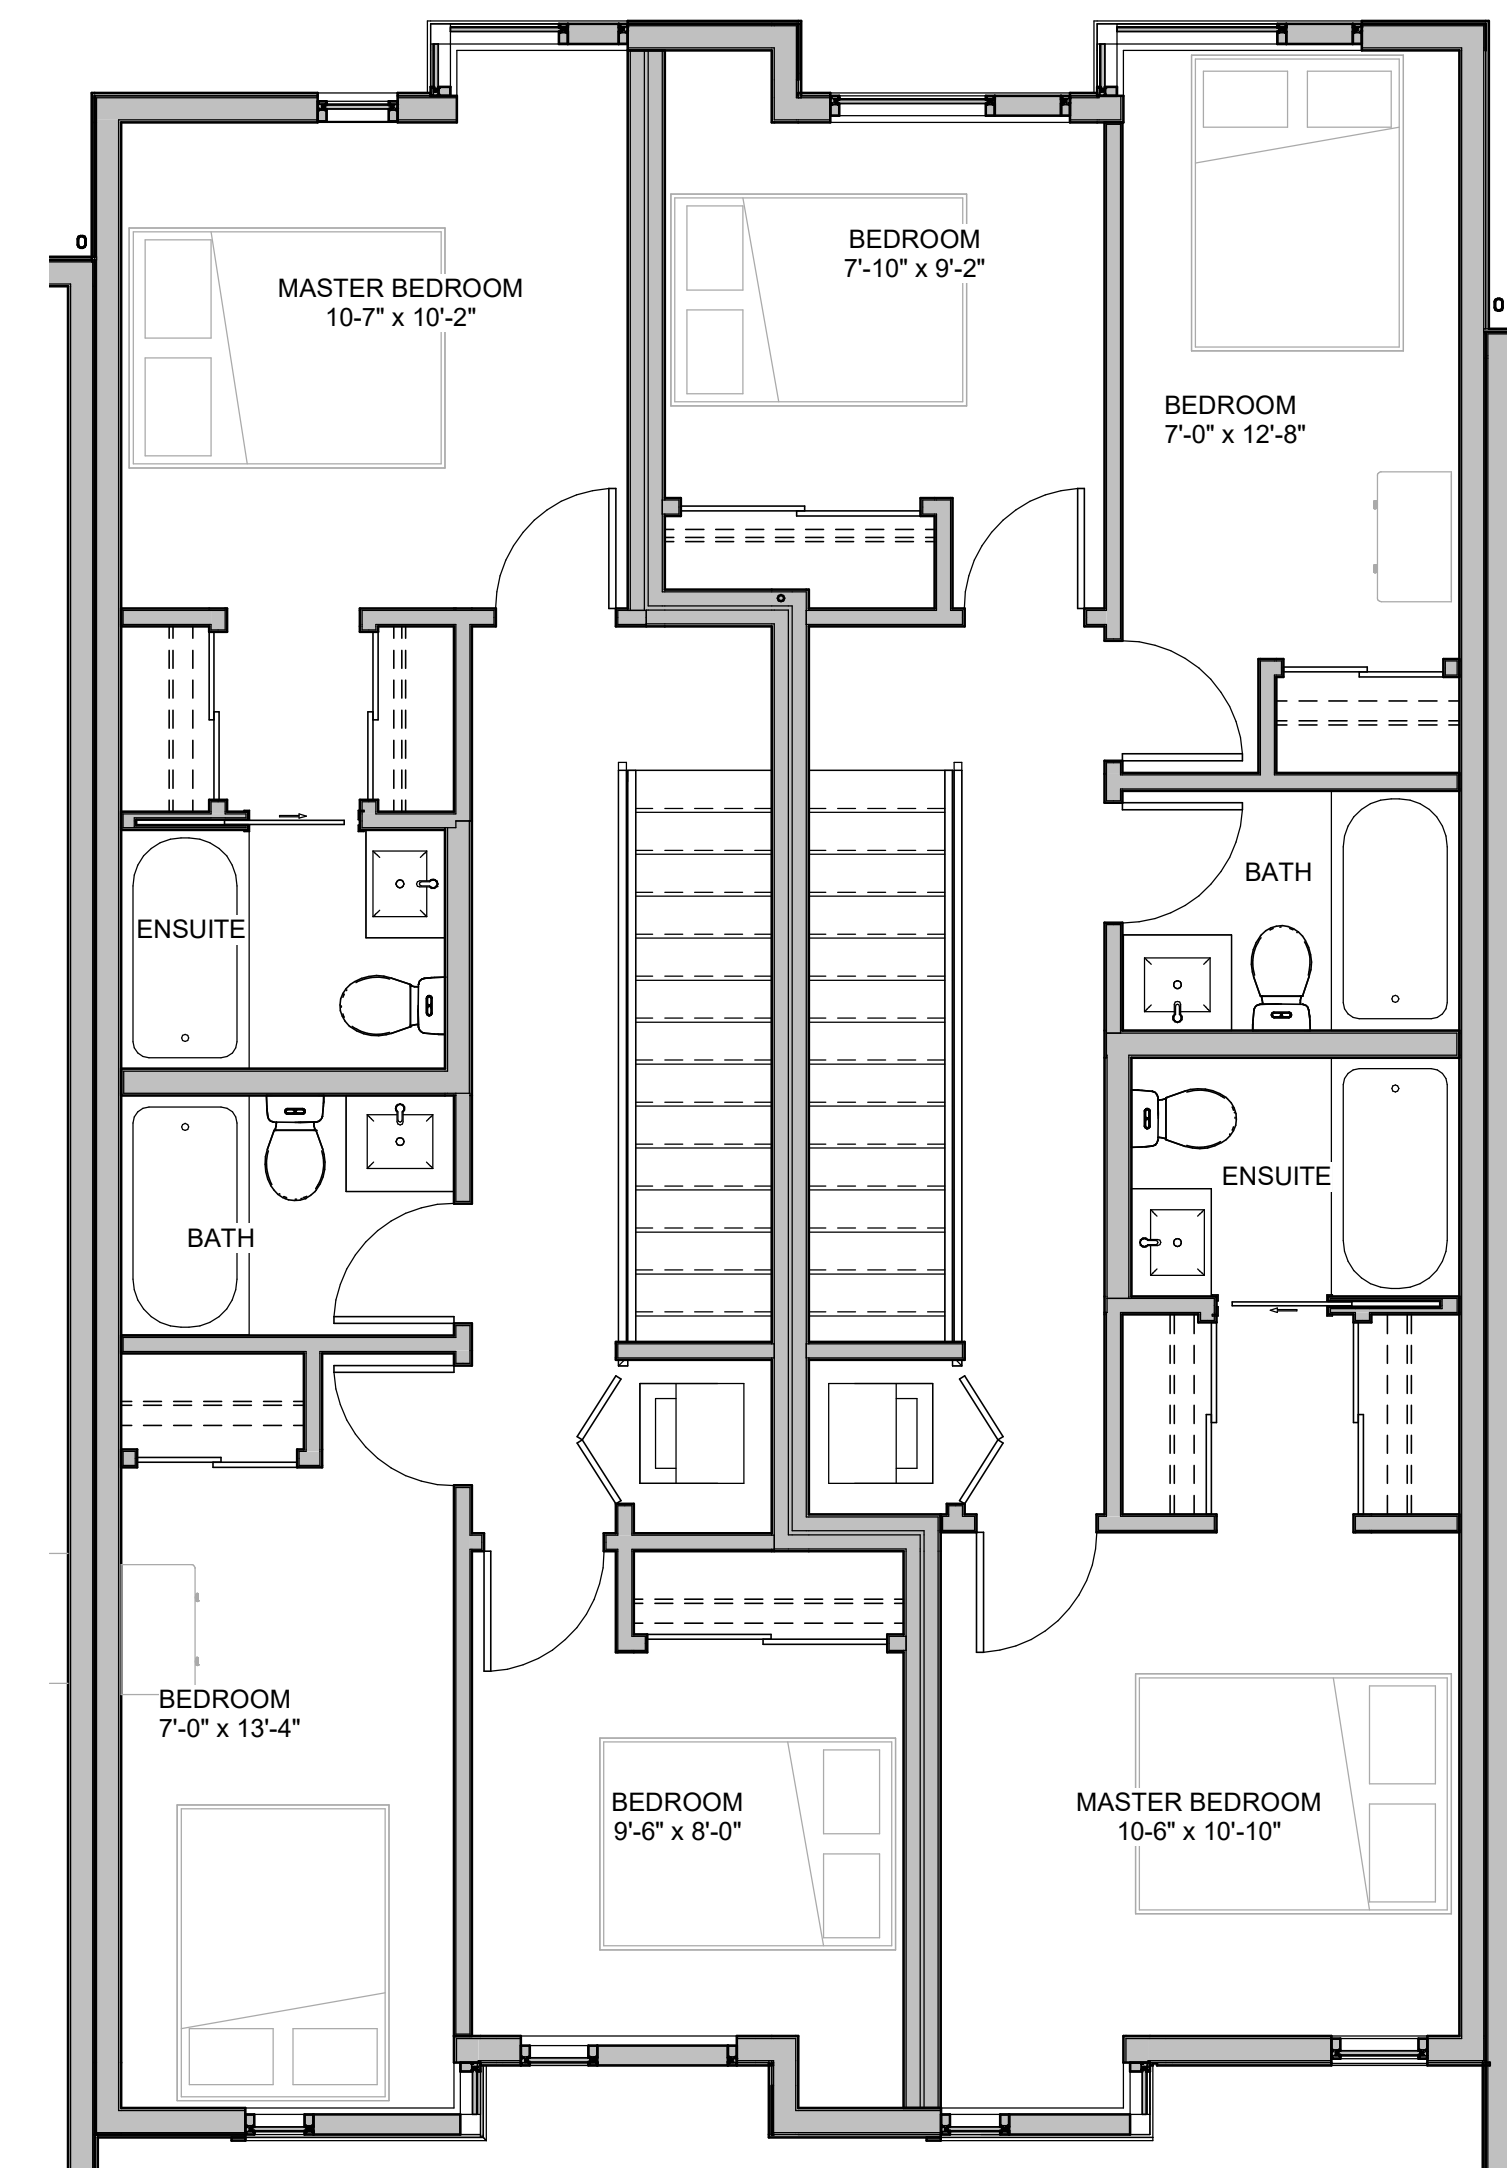 BEDROOM
7'-10" x 9'-2"
MASTER BEDROOM
10-7" x 10'-2"
BEDROOM
7'-0" x 12'-8"
BATH
ENSUITE
ENSUITE
BATH
BEDROOM
7'-0" x 13'-4"
BEDROOM
9'-6" x 8'-0"
MASTER BEDROOM
10-6" x 10'-10"